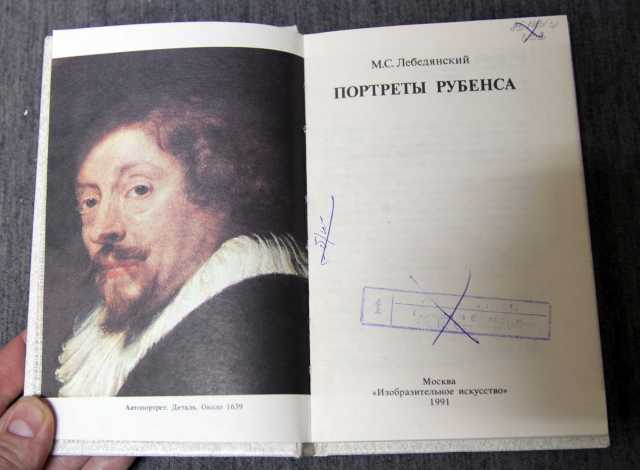 Автопортрет. Деталь. Около 1639
М.С. Лебедянский
ПОРТРЕТЫ РУБЕНСА
Москва
«Изобразительное искусство»
1991